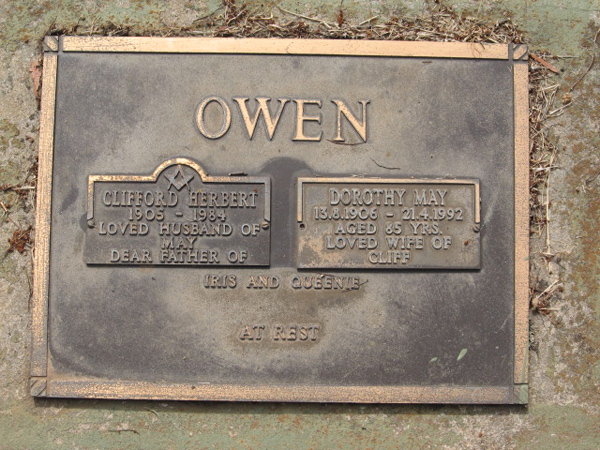 OWEN
CLIFFORD HERBERT
1905 - 1984
LOVED HUSBAND OF
MAY
DEAR FATHER OF
DOROTHY MAY
13.8.1906 - 21.4.1992
AGED 85 YRS.
LOVED WIFE OF
CLIFF
IRIS AND QUEENIE
AT REST